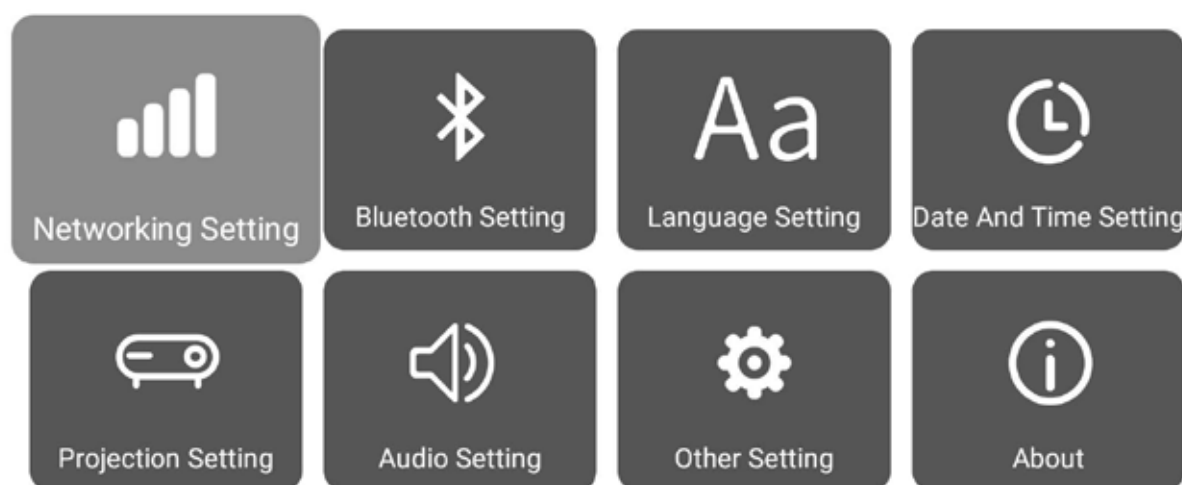 Networking Setting
Bluetooth Setting
Aa
Language Setting
Date And Time Setting
Projection Setting
Audio Setting
Other Setting
About